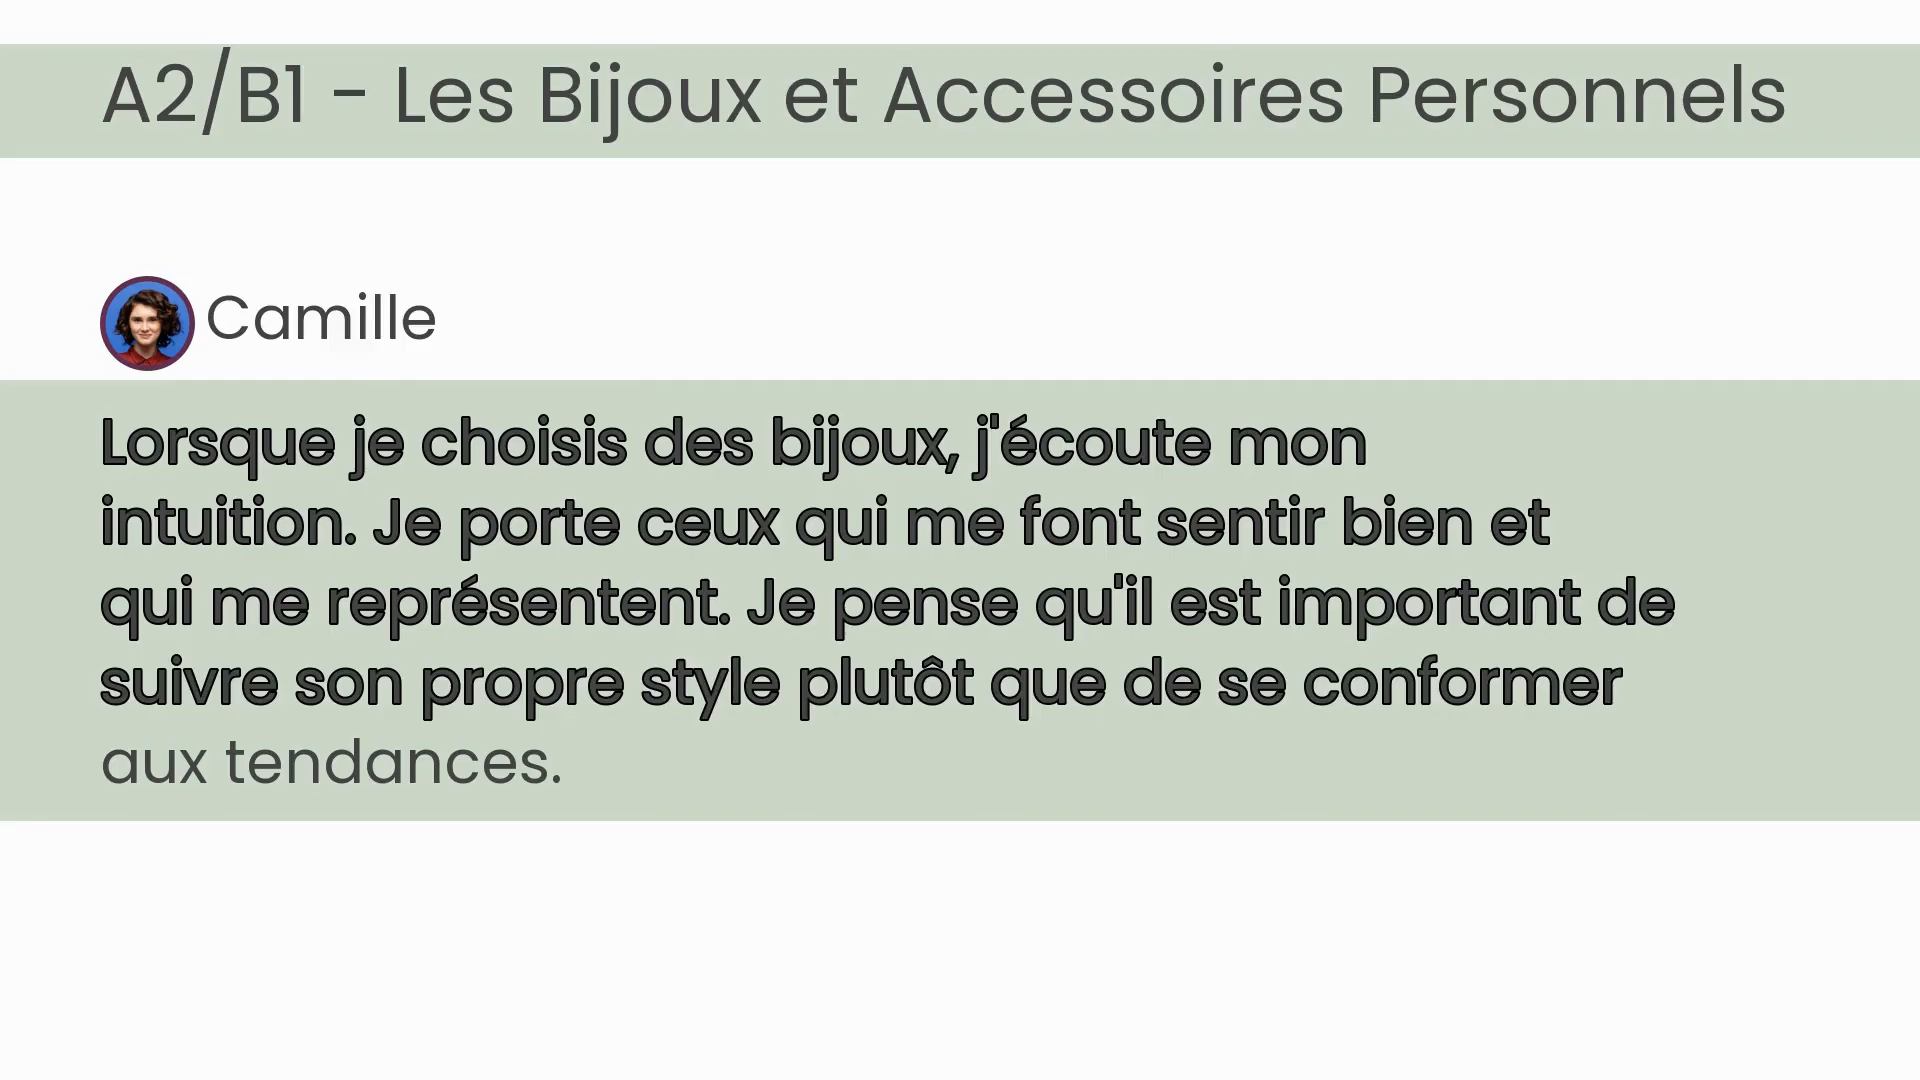 A2/B1 - Les Bijoux et Accessoires Personnels
Camille
Lorsque je choisis des bijoux, j'écoute mon
intuition. Je porte ceux qui me font sentir bien et
qui me représentent. Je pense qu'il est important de
suivre son propre style plutôt que de se conformer
aux tendances.